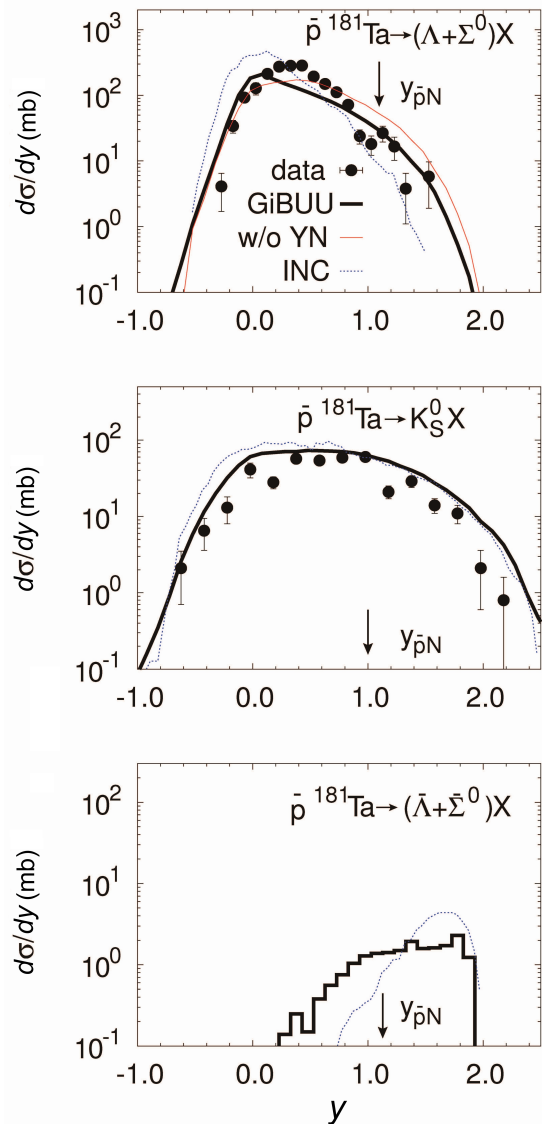 10³
p̄ ¹⁸¹Ta→(Λ+Σ⁰)X
10²
y_p̄N
dσ/dy (mb)
10¹
data
GiBUU
10⁰
w/o YN
INC
10⁻¹
-1.0 0.0 1.0 2.0
p̄ ¹⁸¹Ta→K⁰_S X
10²
dσ/dy (mb)
10¹
10⁰
y_p̄N
10⁻¹
-1.0 0.0 1.0 2.0
p̄ ¹⁸¹Ta→(Λ̄+Σ̄⁰)X
10²
dσ/dy (mb)
10¹
10⁰
y_p̄N
10⁻¹
-1.0 0.0 1.0 2.0
y